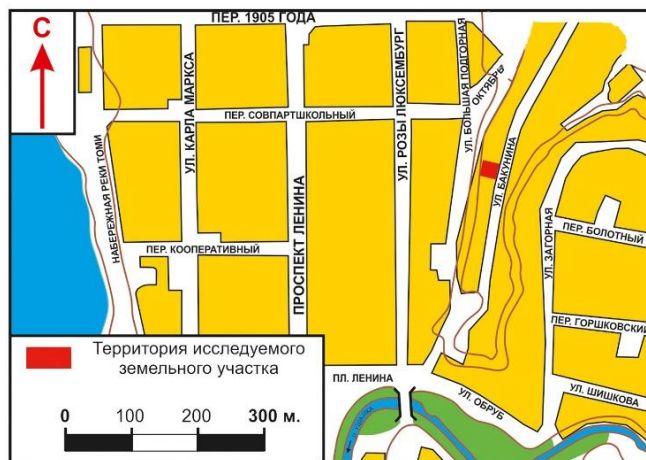 ПЕР. 1905 ГОДА
С
НАБЕРЕЖНАЯ РЕКИ ТОМИ
УЛ. КАРЛА МАРКСА
ПЕР. СОВПАРТШКОЛЬНЫЙ
ПРОСПЕКТ ЛЕНИНА
УЛ. РОЗЫ ЛЮКСЕМБУРГ
УЛ. БОЛЬШАЯ ПОДГОРНАЯ
УЛ. БАКУНИНА
ПЕР. КООПЕРАТИВНЫЙ
УЛ. ЗАГОРНАЯ
ПЕР. БОЛОТНЫЙ
ПЕР. ГОРШКОВСКИЙ
УЛ. ШИШКОВА
ПЛ. ЛЕНИНА
УЛ. ОБРУБ
Территория исследуемого
земельного участка
0 100 200 300 м.